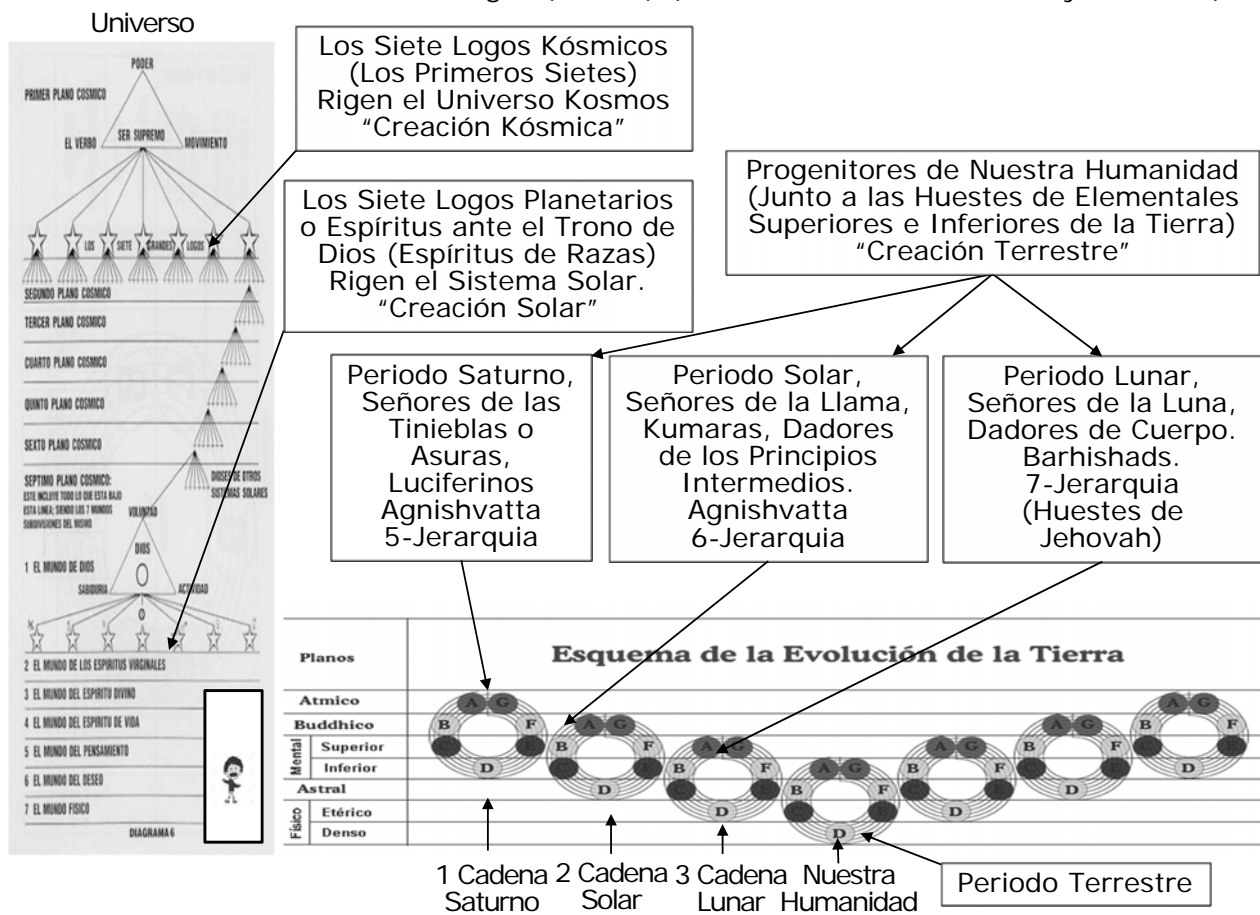 Universo
PODER
PRIMER PLANO COSMICO
SER SUPREMO
EL VERBO
MOVIMIENTO
LOS SIETE GRANDES LOGOS
SEGUNDO PLANO COSMICO
TERCER PLANO COSMICO
CUARTO PLANO COSMICO
QUINTO PLANO COSMICO
SEXTO PLANO COSMICO
SEPTIMO PLANO COSMICO:
ESTE INCLUYE TODO LO QUE ESTA BAJO
ESTA LINEA; SIENDO LOS 7 MUNDOS
SUBDIVISIONES DEL MISMO
DIOSES DE OTROS
SISTEMAS SOLARES
VOLUNTAD
DIOS
1 EL MUNDO DE DIOS
SABIDURIA
ACTIVIDAD
2 EL MUNDO DE LOS ESPIRITUS VIRGINALES
3 EL MUNDO DEL ESPIRITU DIVINO
4 EL MUNDO DEL ESPIRITU DE VIDA
5 EL MUNDO DEL PENSAMIENTO
6 EL MUNDO DEL DESEO
7 EL MUNDO FISICO
DIAGRAMA 6
Los Siete Logos Kósmicos
(Los Primeros Sietes)
Rigen el Universo Kosmos
“Creación Kósmica”
Los Siete Logos Planetarios
o Espíritus ante el Trono de
Dios (Espíritus de Razas)
Rigen el Sistema Solar.
“Creación Solar”
Progenitores de Nuestra Humanidad
(Junto a las Huestes de Elementales
Superiores e Inferiores de la Tierra)
“Creación Terrestre”
Periodo Saturno,
Señores de las
Tinieblas o
Asuras,
Luciferinos
Agnishvatta
5-Jerarquia
Periodo Solar,
Señores de la Llama,
Kumaras, Dadores
de los Principios
Intermedios.
Agnishvatta
6-Jerarquia
Periodo Lunar,
Señores de la Luna,
Dadores de Cuerpo.
Barhishads.
7-Jerarquia
(Huestes de
Jehovah)
Planos
Esquema de la Evolución de la Tierra
Atmico
Buddhico
Mental
Superior
Inferior
Astral
Físico
Etérico
Denso
A G
B F
C E
D
A G
B F
C E
D
A G
B F
C E
D
A G
B F
C E
D
A G
B F
C E
D
A G
B F
C E
D
A G
B F
C E
D
1 Cadena
Saturno
2 Cadena
Solar
3 Cadena
Lunar
Nuestra
Humanidad
Periodo Terrestre